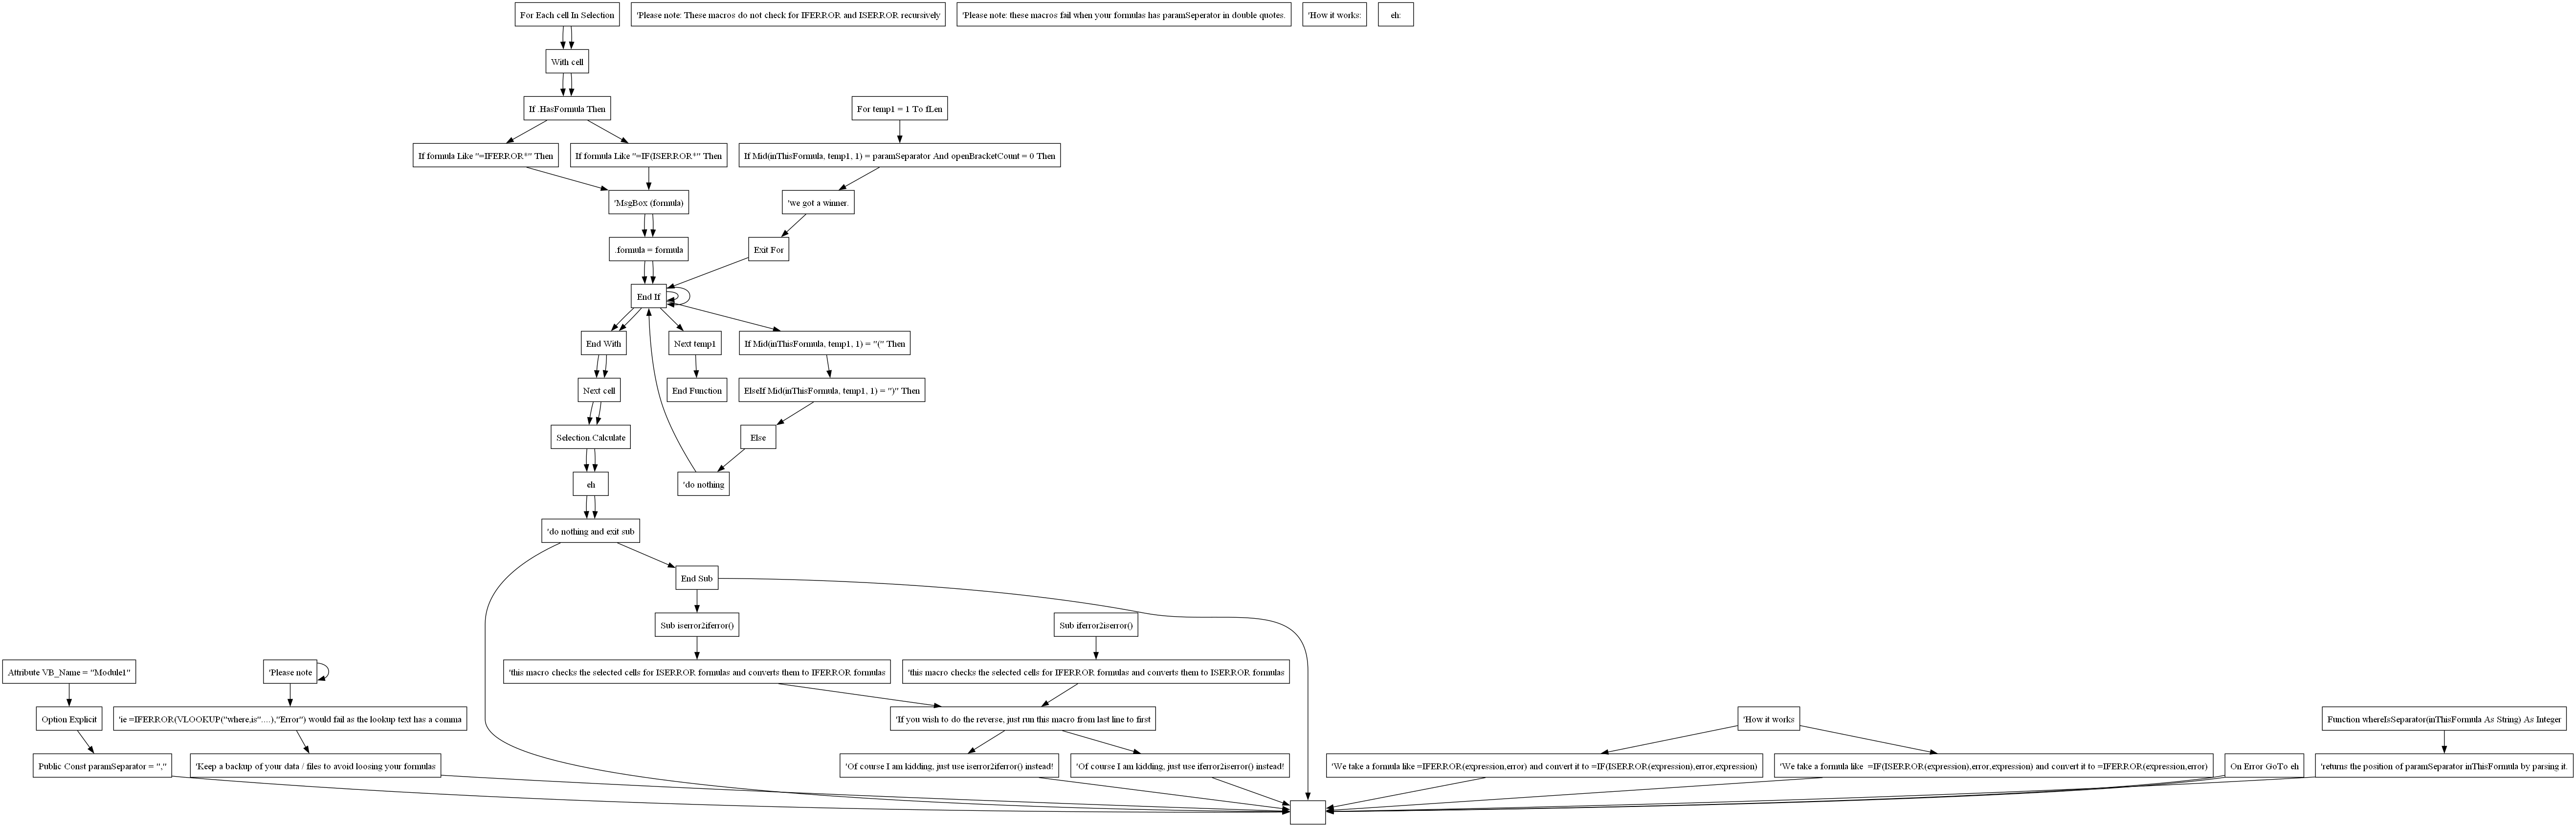 For Each cell In Selection
'Please note: These macros do not check for IFERROR and ISERROR recursively
'Please note: these macros fail when your formulas has paramSeperator in double quotes.
'How it works:
eh:
With cell
If .HasFormula Then
For temp1 = 1 To fLen
If formula Like "=IFERROR*" Then
If formula Like "=IF(ISERROR*" Then
If Mid(inThisFormula, temp1, 1) = paramSeparator And openBracketCount = 0 Then
'MsgBox (formula)
'we got a winner.
.formula = formula
Exit For
End If
End With
Next temp1
If Mid(inThisFormula, temp1, 1) = "(" Then
Next cell
End Function
ElseIf Mid(inThisFormula, temp1, 1) = ")" Then
Selection.Calculate
Else
eh
'do nothing
'do nothing and exit sub
End Sub
Sub iserror2iferror()
Sub iferror2iserror()
Attribute VB_Name = "Module1"
'Please note
'this macro checks the selected cells for ISERROR formulas and converts them to IFERROR formulas
'this macro checks the selected cells for IFERROR formulas and converts them to ISERROR formulas
Option Explicit
'ie =IFERROR(VLOOKUP("where,is"....),"Error") would fail as the lookup text has a comma
'If you wish to do the reverse, just run this macro from last line to first
'How it works
Function whereIsSeparator(inThisFormula As String) As Integer
Public Const paramSeparator = ","
'Keep a backup of your data / files to avoid loosing your formulas
'Of course I am kidding, just use iserror2iferor() instead!
'Of course I am kidding, just use iferror2iserror() instead!
'We take a formula like =IFERROR(expression,error) and convert it to =IF(ISERROR(expression),error,expression)
'We take a formula like  =IF(ISERROR(expression),error,expression) and convert it to =IFERROR(expression,error)
On Error GoTo eh
'returns the position of paramSeparator inThisFormula by parsing it.